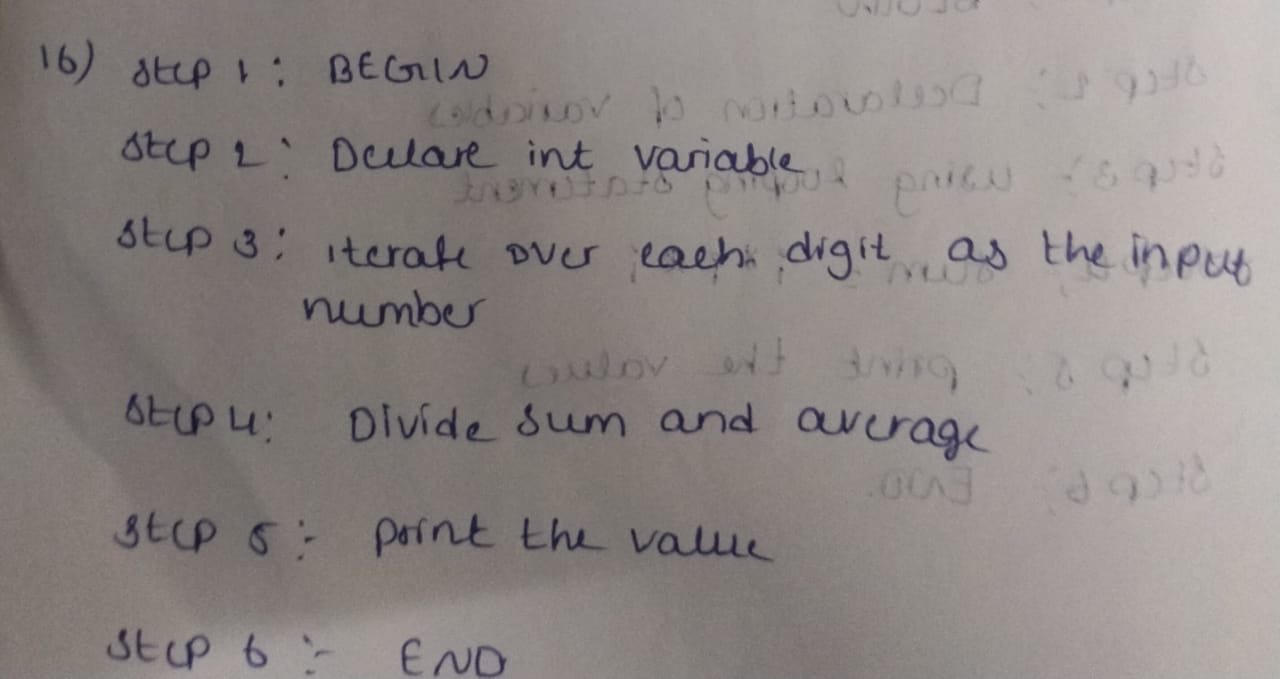 16) Step 1: BEGIN
Step 2: Declare int variable
Step 3: iterate over each digit as the input
number
Step 4: Divide sum and average
Step 5:- print the value
Step 6:- END